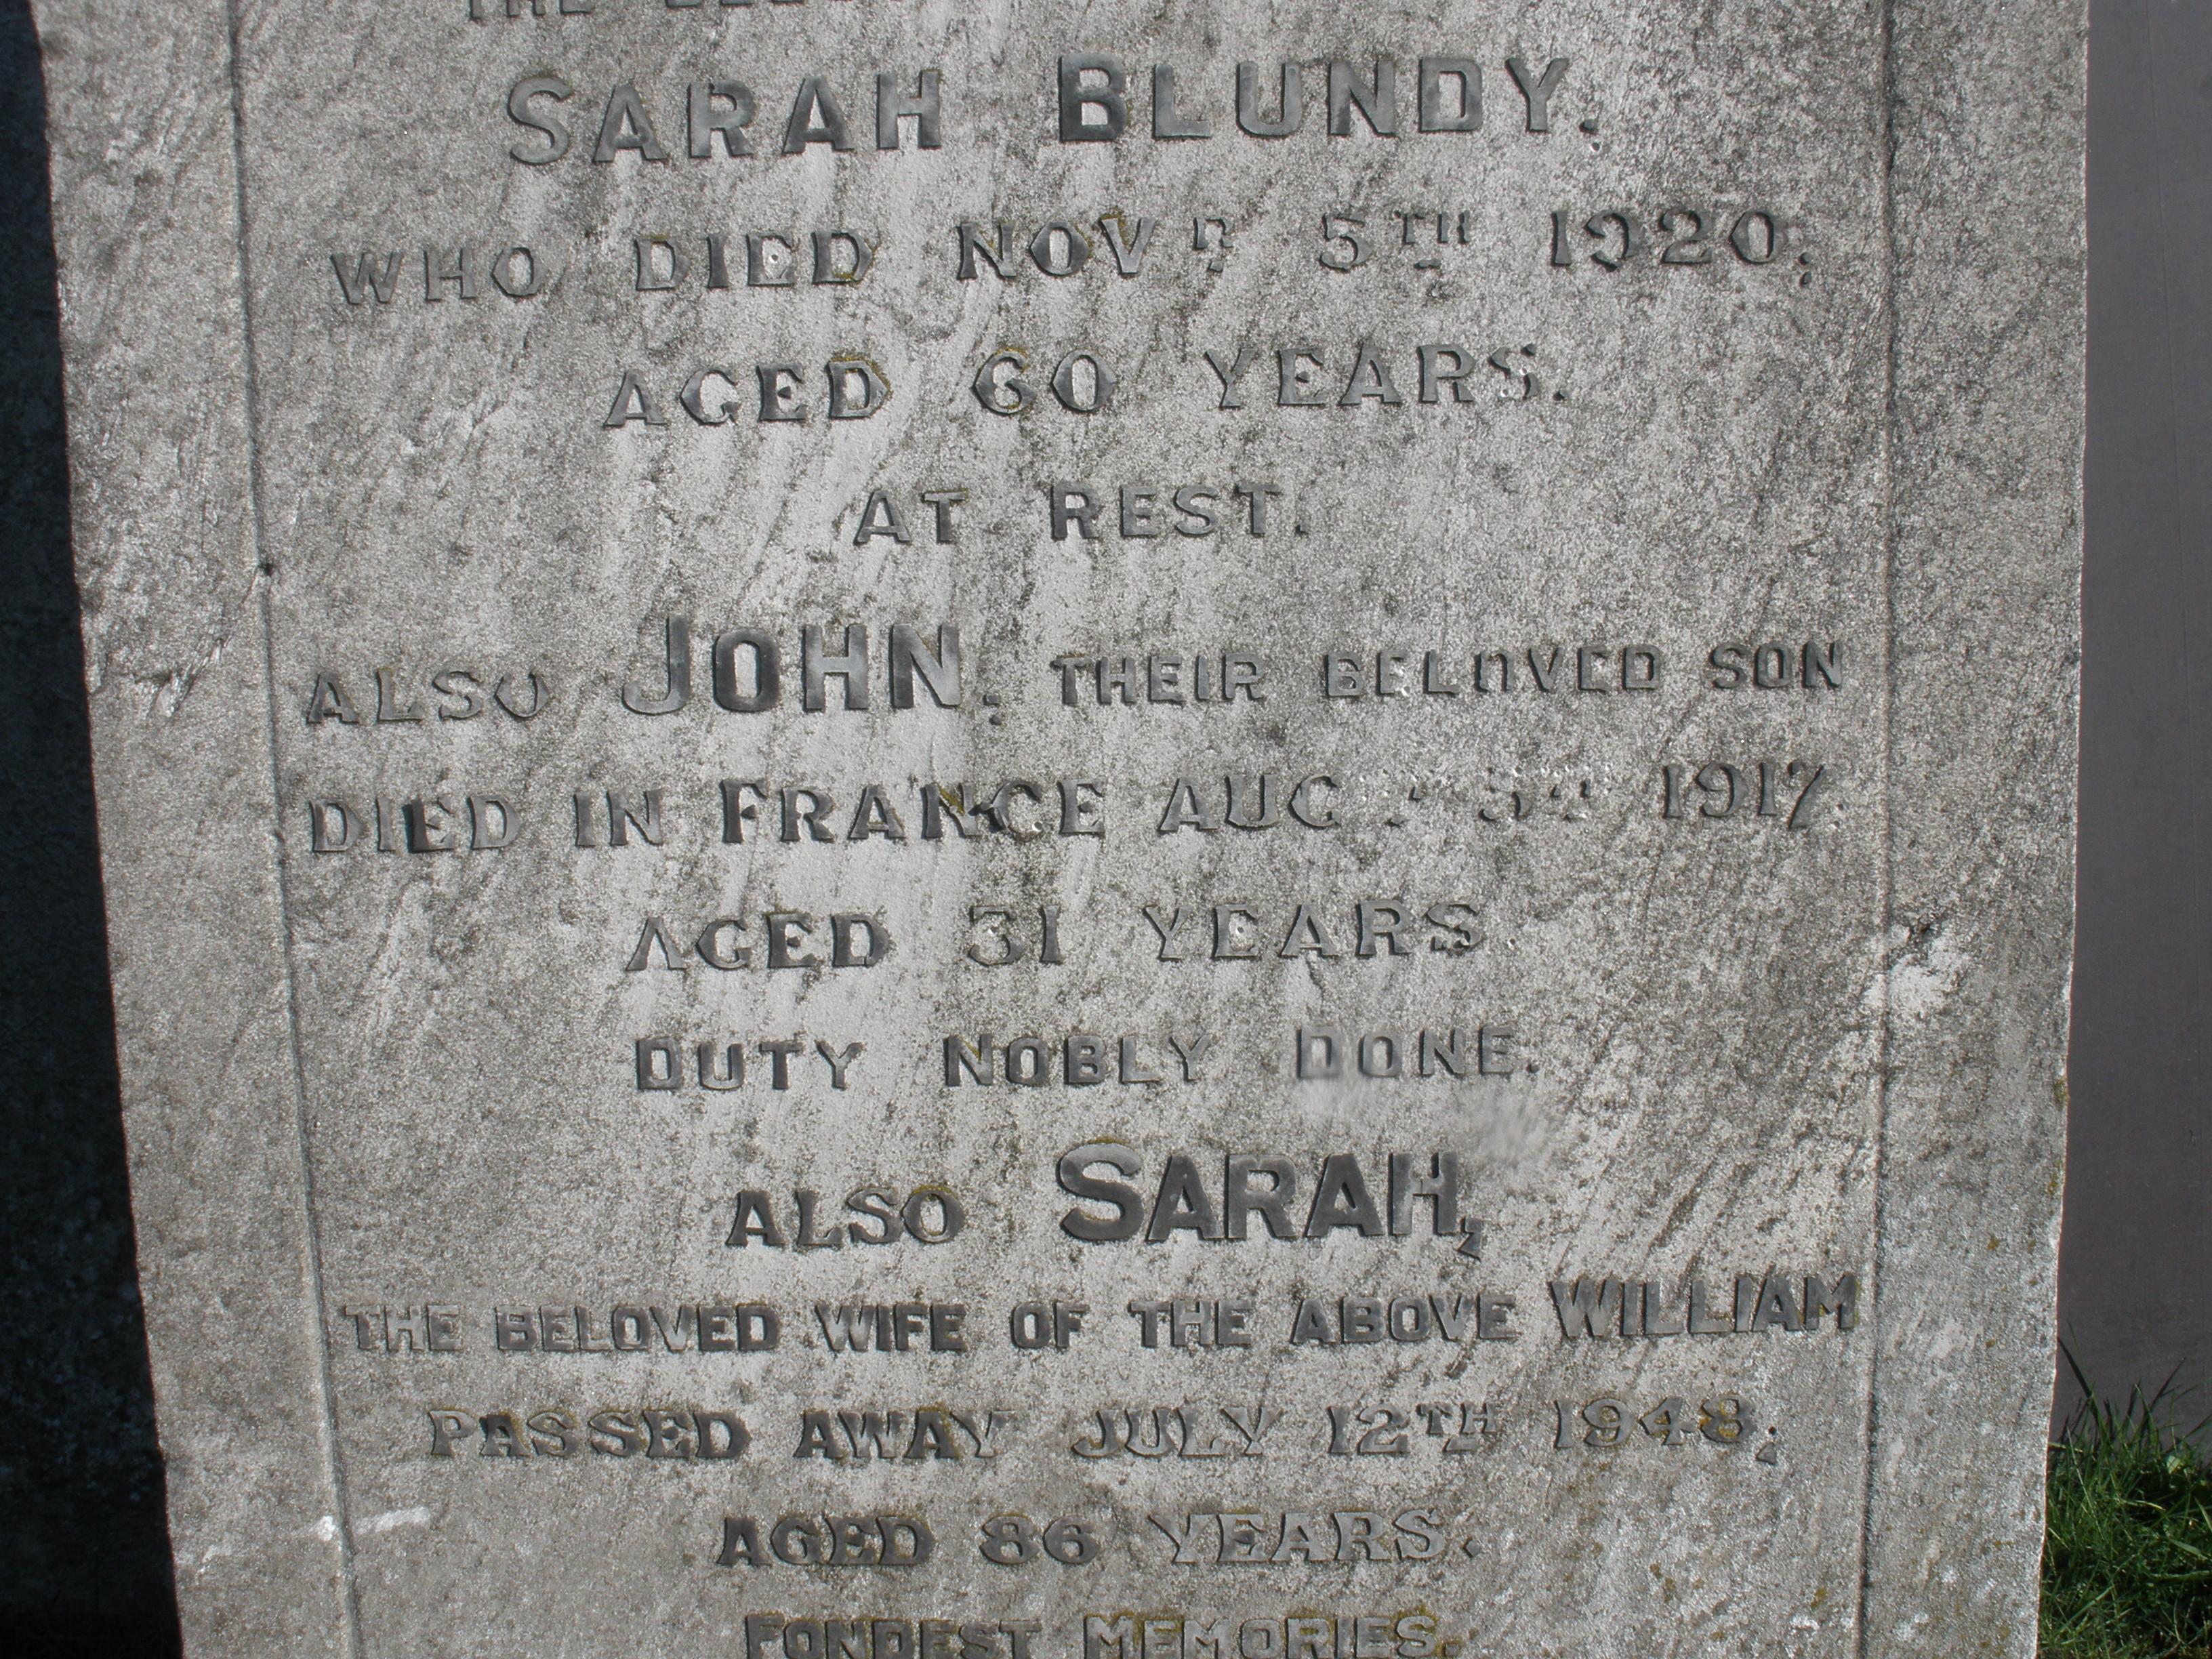 THE
SARAH BLUNDY.
WHO DIED NOVR 5TH 1920,
AGED 60 YEARS.
AT REST.
ALSO JOHN, THEIR BELOVED SON
DIED IN FRANCE AUG 5TH 1917,
AGED 31 YEARS.
DUTY NOBLY DONE.
ALSO SARAH,
THE BELOVED WIFE OF THE ABOVE WILLIAM
PASSED AWAY JULY 12TH 1948,
AGED 86 YEARS.
FONDEST MEMORIES.